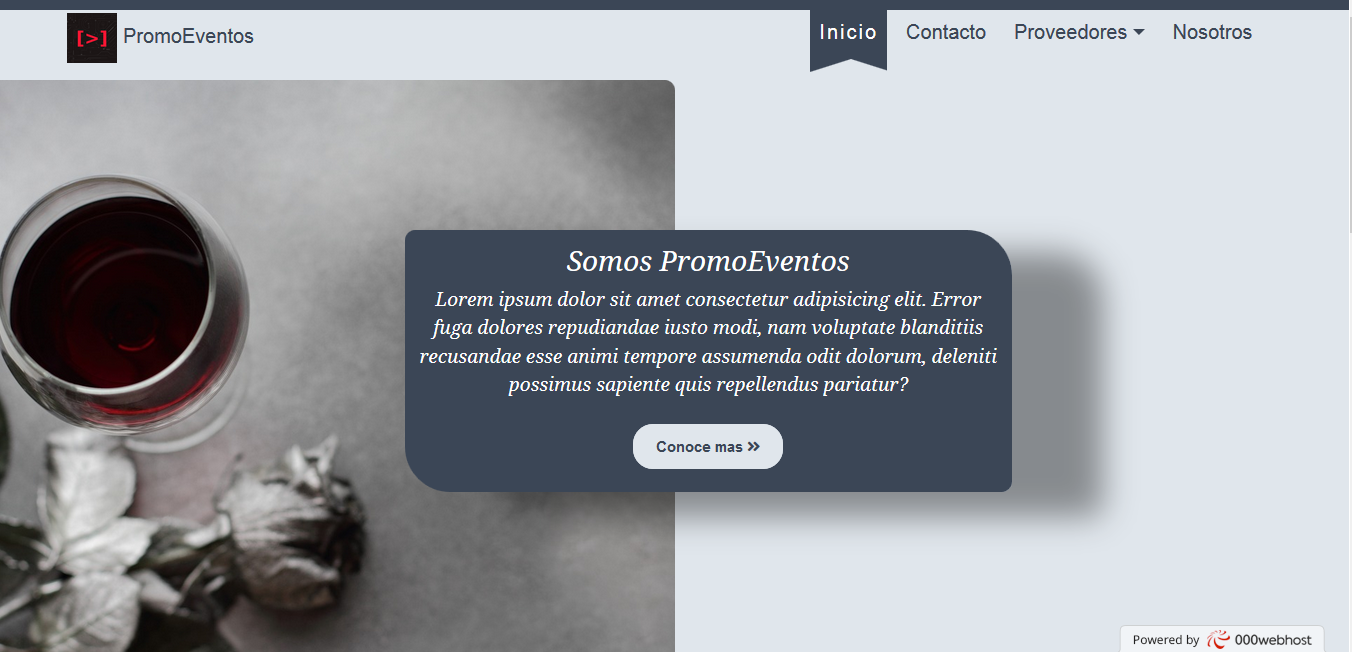 [>] PromoEventos
Inicio Contacto Proveedores Nosotros
Somos PromoEventos
Lorem ipsum dolor sit amet consectetur adipisicing elit. Error
fuga dolores repudiandae iusto modi, nam voluptate blanditiis
recusandae esse animi tempore assumenda odit dolorum, deleniti
possimus sapiente quis repellendus pariatur?
Conoce mas »
Powered by 000webhost